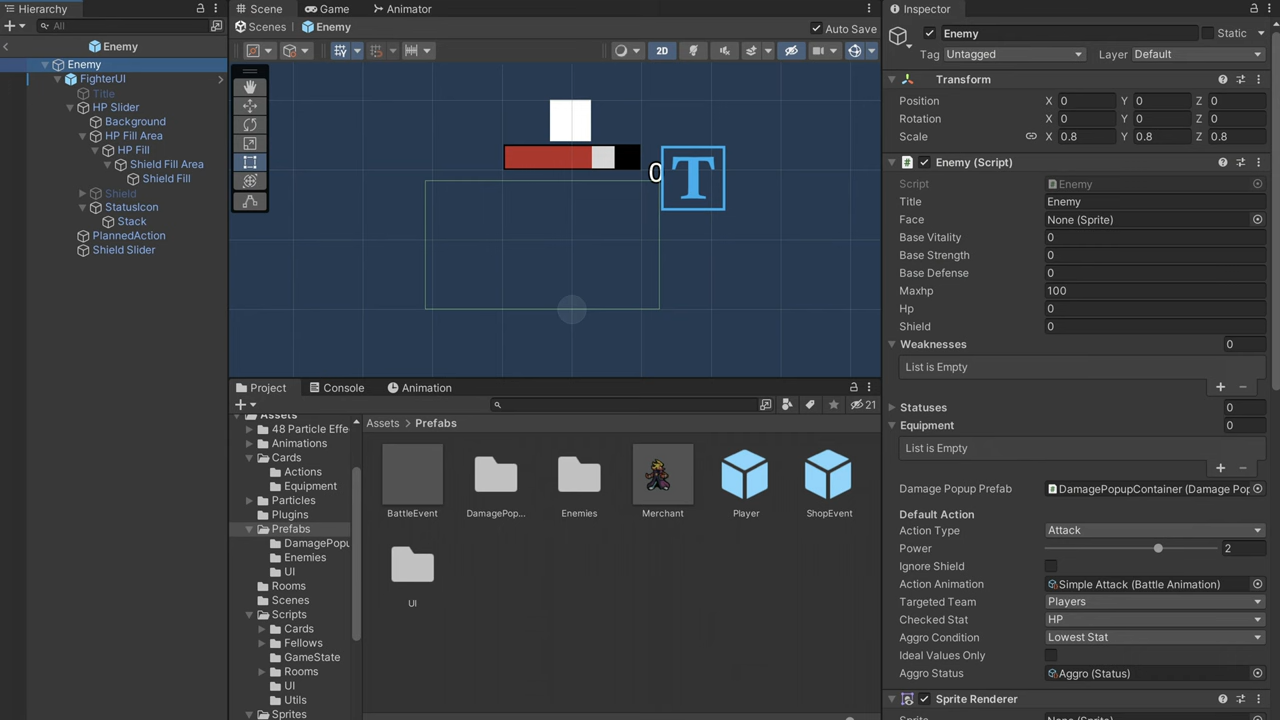 Hierarchy
All
Enemy
Enemy
FighterUI
Title
HP Slider
Background
HP Fill Area
HP Fill
Shield Fill Area
Shield Fill
Shield
StatusIcon
Stack
PlannedAction
Shield Slider
Scene
Game
Animator
Scenes
Enemy
Auto Save
2D
0
T
Project
Console
Animation
21
Assets
48 Particle Effe
Animations
Cards
Actions
Equipment
Particles
Plugins
Prefabs
DamagePopu
Enemies
UI
Rooms
Scenes
Scripts
Cards
Fellows
GameState
Rooms
UI
Utils
Sprites
Assets
Prefabs
BattleEvent
DamagePop...
Enemies
Merchant
Player
ShopEvent
UI
Inspector
Enemy
Static
Tag Untagged
Layer Default
Transform
Position X 0 Y 0 Z 0
Rotation X 0 Y 0 Z 0
Scale X 0.8 Y 0.8 Z 0.8
Enemy (Script)
Script Enemy
Title Enemy
Face None (Sprite)
Base Vitality 0
Base Strength 0
Base Defense 0
Maxhp 100
Hp 0
Shield 0
Weaknesses 0
List is Empty
Statuses 0
Equipment 0
List is Empty
Damage Popup Prefab DamagePopupContainer (Damage Pop
Default Action
Action Type Attack
Power 2
Ignore Shield
Action Animation Simple Attack (Battle Animation)
Targeted Team Players
Checked Stat HP
Aggro Condition Lowest Stat
Ideal Values Only
Aggro Status Aggro (Status)
Sprite Renderer